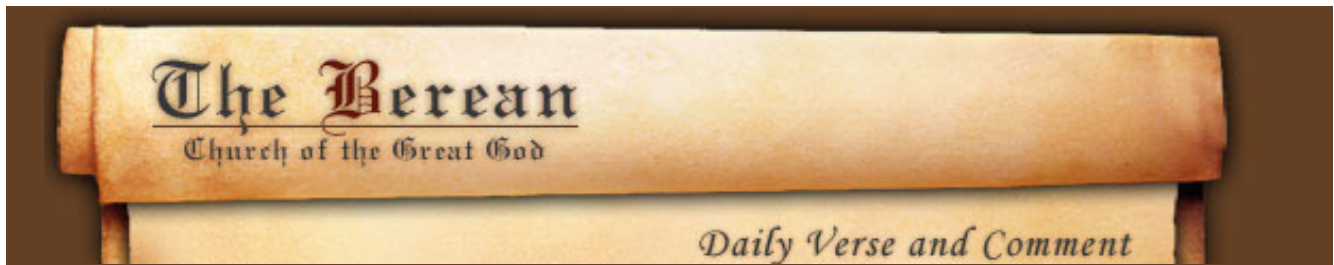 The Berean
Church of the Great God
Daily Verse and Comment